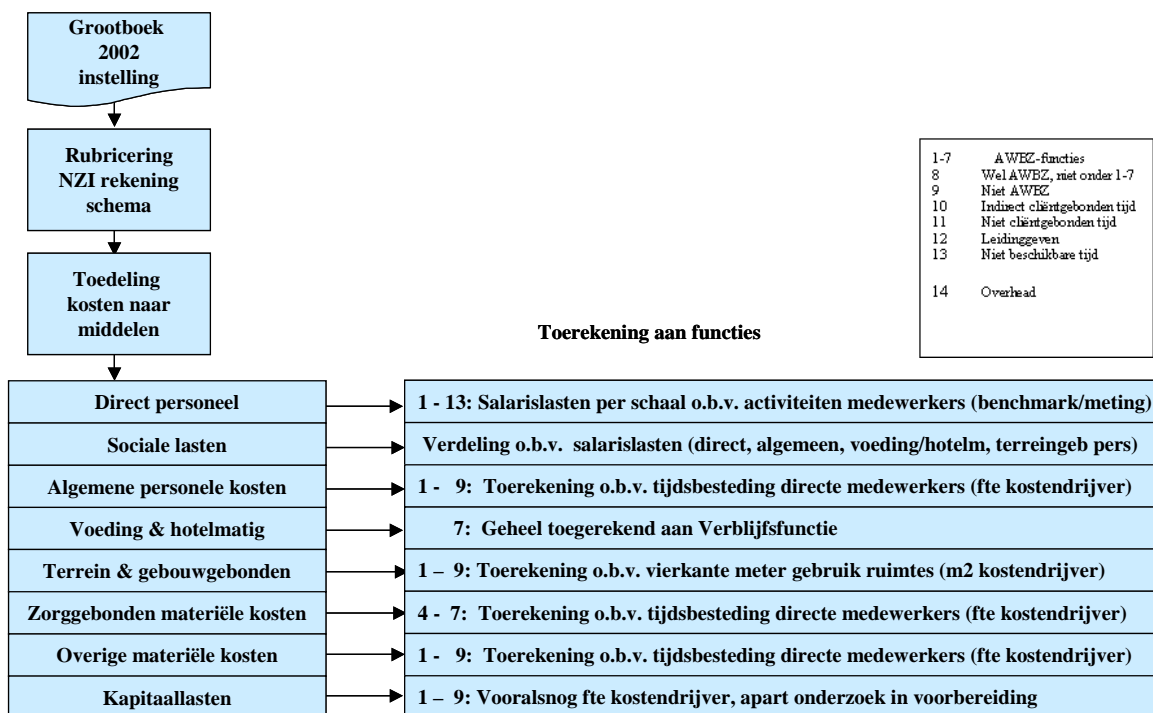 Grootboek
2002
instelling
Rubricering
NZI rekening
schema
Toedeling
kosten naar
middelen
1-7 AWBZ-functies
8 Wel AWBZ, niet onder 1-7
9 Niet AWBZ
10 Indirect cliëntgebonden tijd
11 Niet cliëntgebonden tijd
12 Leidinggeven
13 Niet beschikbare tijd
14 Overhead
Toerekening aan functies
Direct personeel
1 - 13: Salarislasten per schaal o.b.v. activiteiten medewerkers (benchmark/meting)
Sociale lasten
Verdeling o.b.v. salarislasten (direct, algemeen, voeding/hotelm, terreingeb pers)
Algemene personele kosten
1 - 9: Toerekening o.b.v. tijdsbesteding directe medewerkers (fte kostendrijver)
Voeding & hotelmatig
7: Geheel toegerekend aan Verblijfsfunctie
Terrein & gebouwgebonden
1 – 9: Toerekening o.b.v. vierkante meter gebruik ruimtes (m2 kostendrijver)
Zorggebonden materiële kosten
4 - 7: Toerekening o.b.v. tijdsbesteding directe medewerkers (fte kostendrijver)
Overige materiële kosten
1 - 9: Toerekening o.b.v. tijdsbesteding directe medewerkers (fte kostendrijver)
Kapitaallasten
1 – 9: Vooralsnog fte kostendrijver, apart onderzoek in voorbereiding